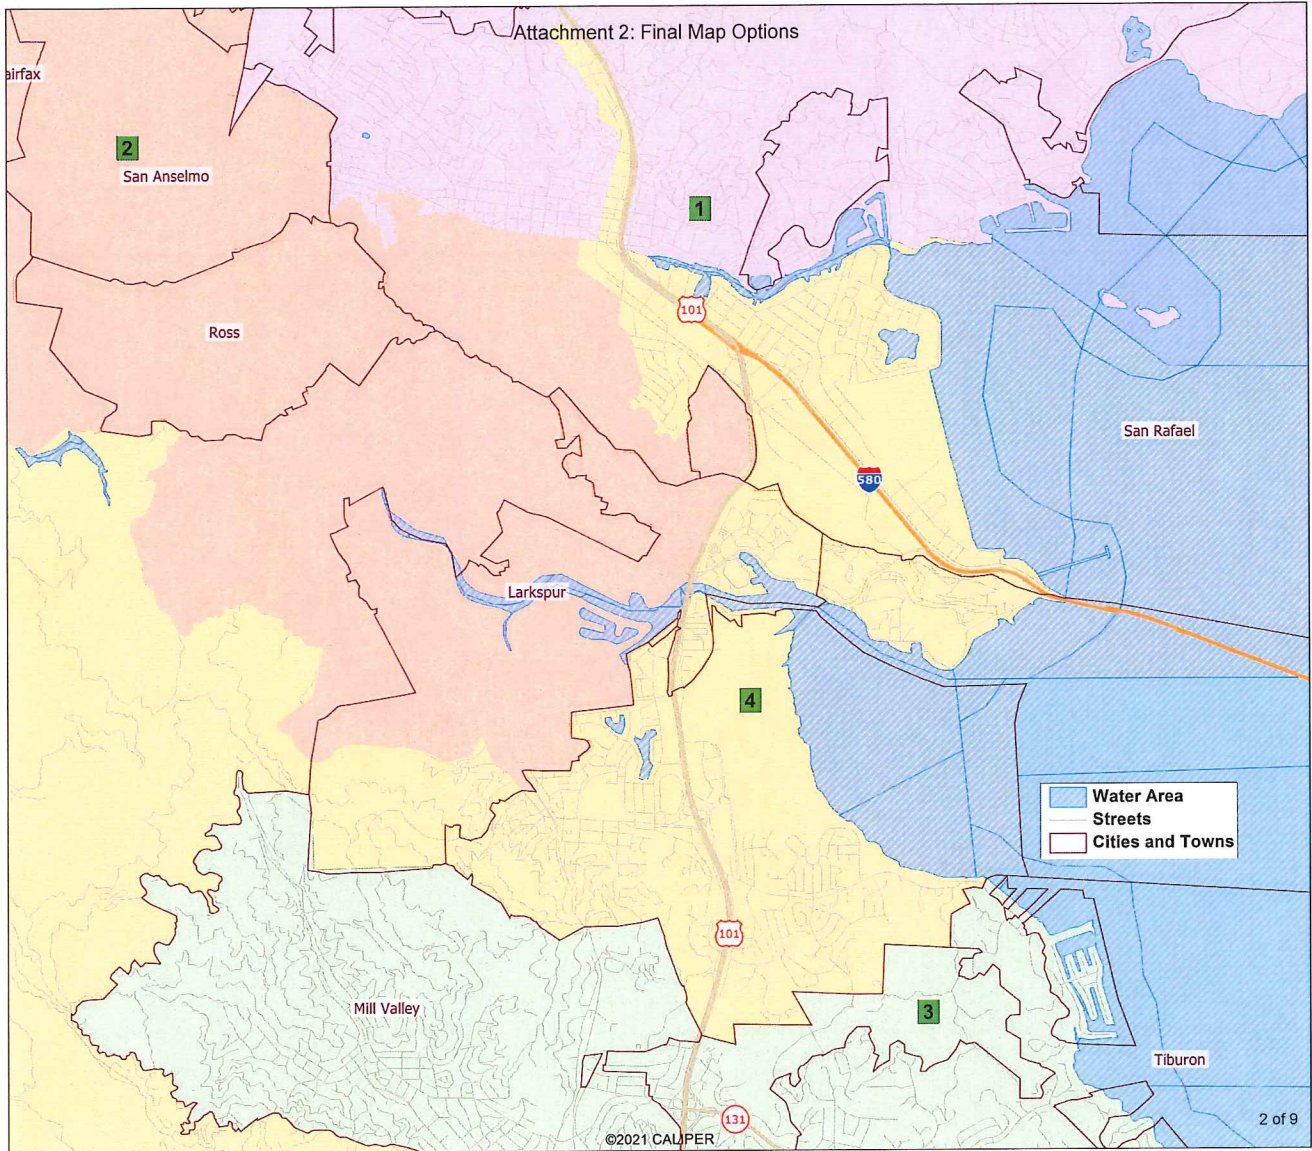 Attachment 2: Final Map Options
airfax
2
San Anselmo
1
Ross
101
San Rafael
580
Larkspur
4
Water Area
Streets
Cities and Towns
101
Mill Valley
3
Tiburon
131
2 of 9
©2021 CALIPER